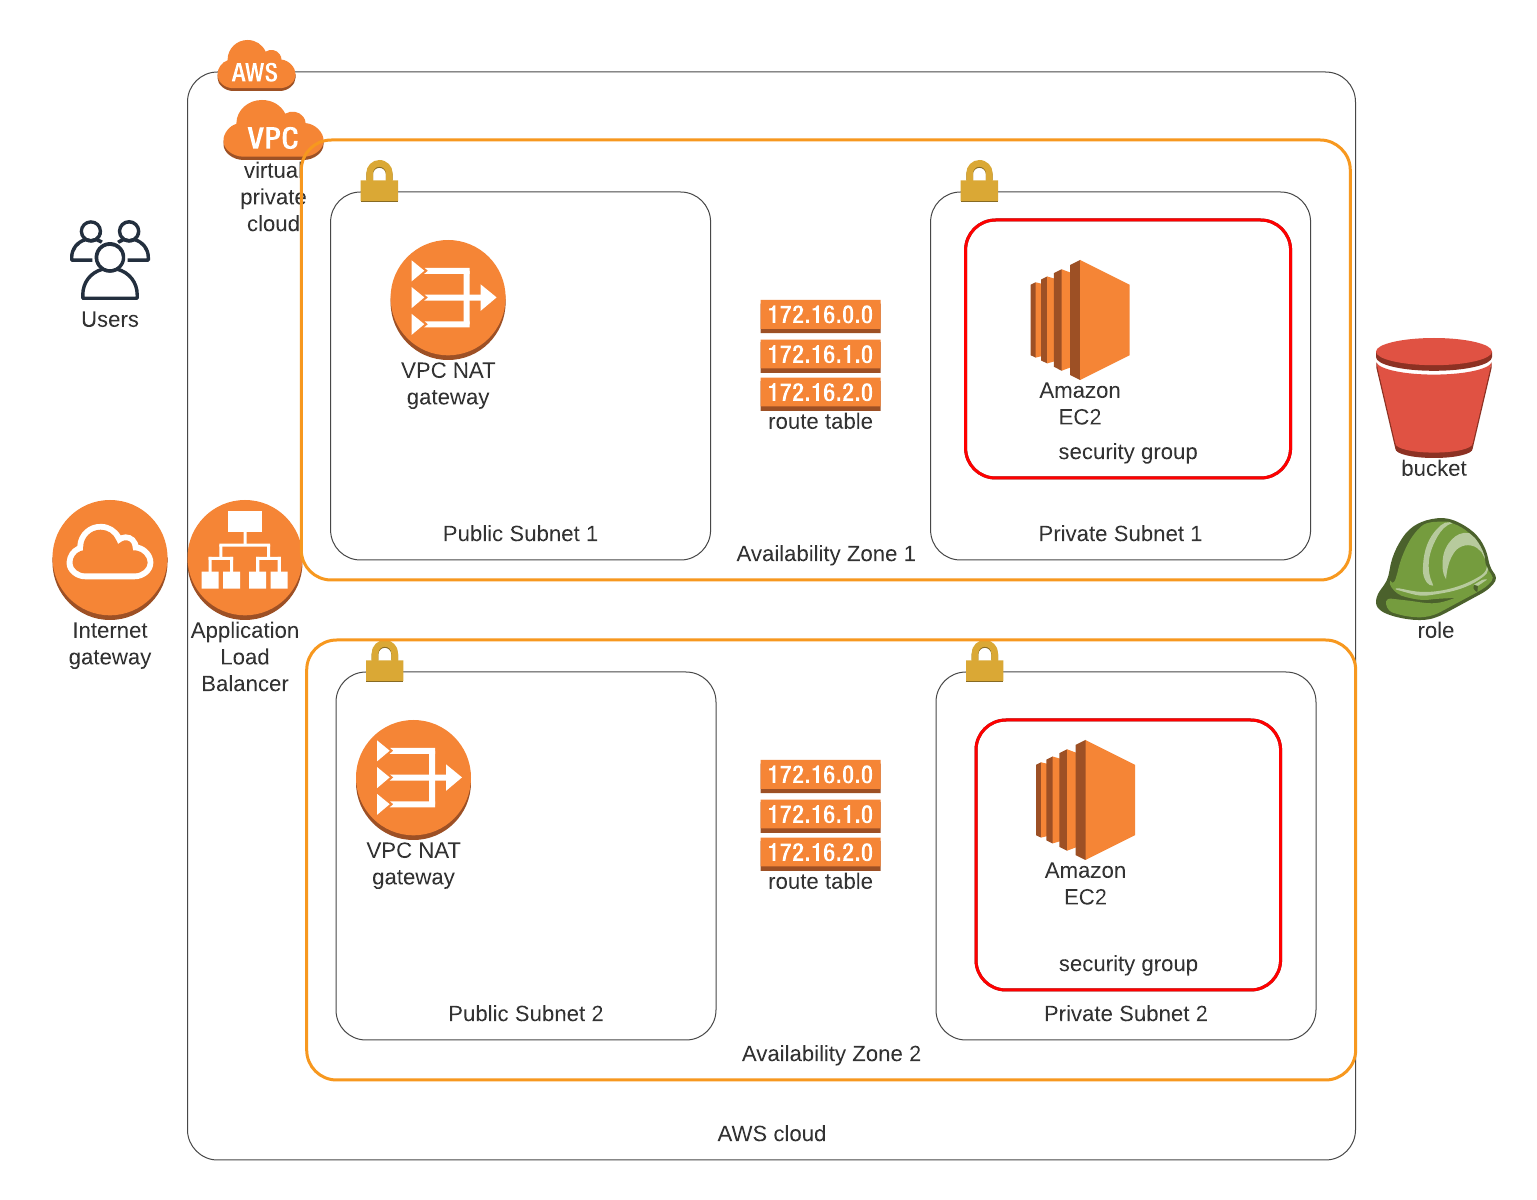 AWS
VPC
virtual
private
cloud
Users
VPC NAT
gateway
172.16.0.0
172.16.1.0
172.16.2.0
route table
Amazon
EC2
security group
Public Subnet 1
Private Subnet 1
Availability Zone 1
bucket
role
Internet
gateway
Application
Load
Balancer
VPC NAT
gateway
172.16.0.0
172.16.1.0
172.16.2.0
route table
Amazon
EC2
security group
Public Subnet 2
Private Subnet 2
Availability Zone 2
AWS cloud